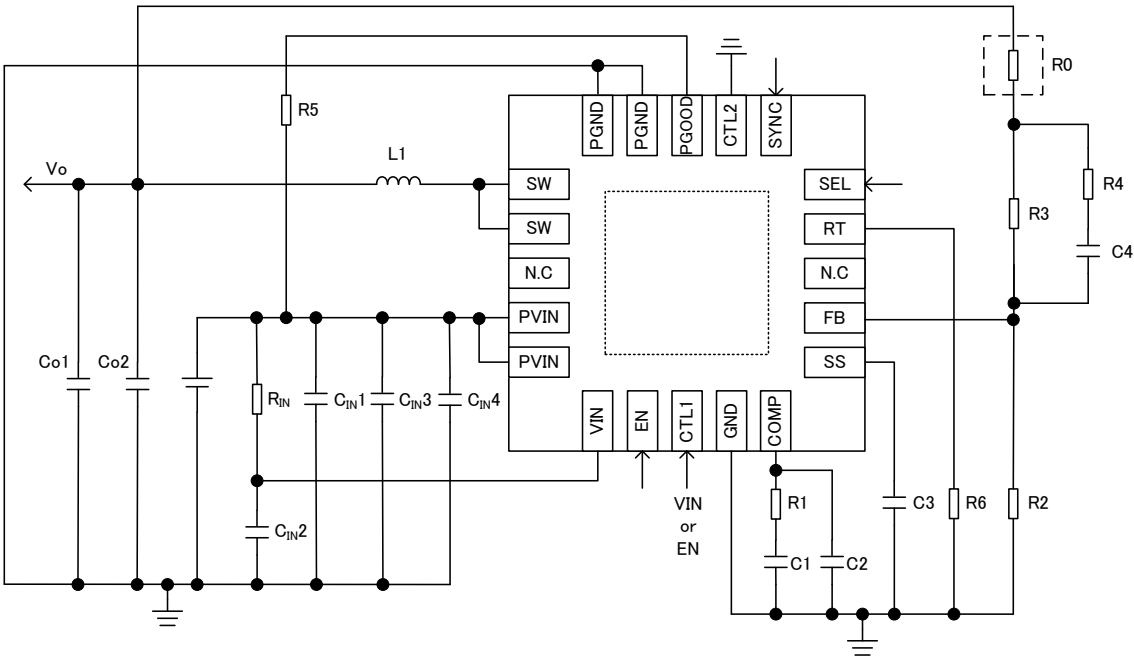 R0
R5
PGND
PGND
PGOOD
CTL2
SYNC
L1
Vo
SW
SEL
R4
SW
RT
R3
C4
N.C
N.C
PVIN
FB
PVIN
SS
Co1
Co2
RIN
CIN1
CIN3
CIN4
VIN
EN
CTL1
GND
COMP
CIN2
VIN
or
EN
R1
C3
R6
R2
C1
C2